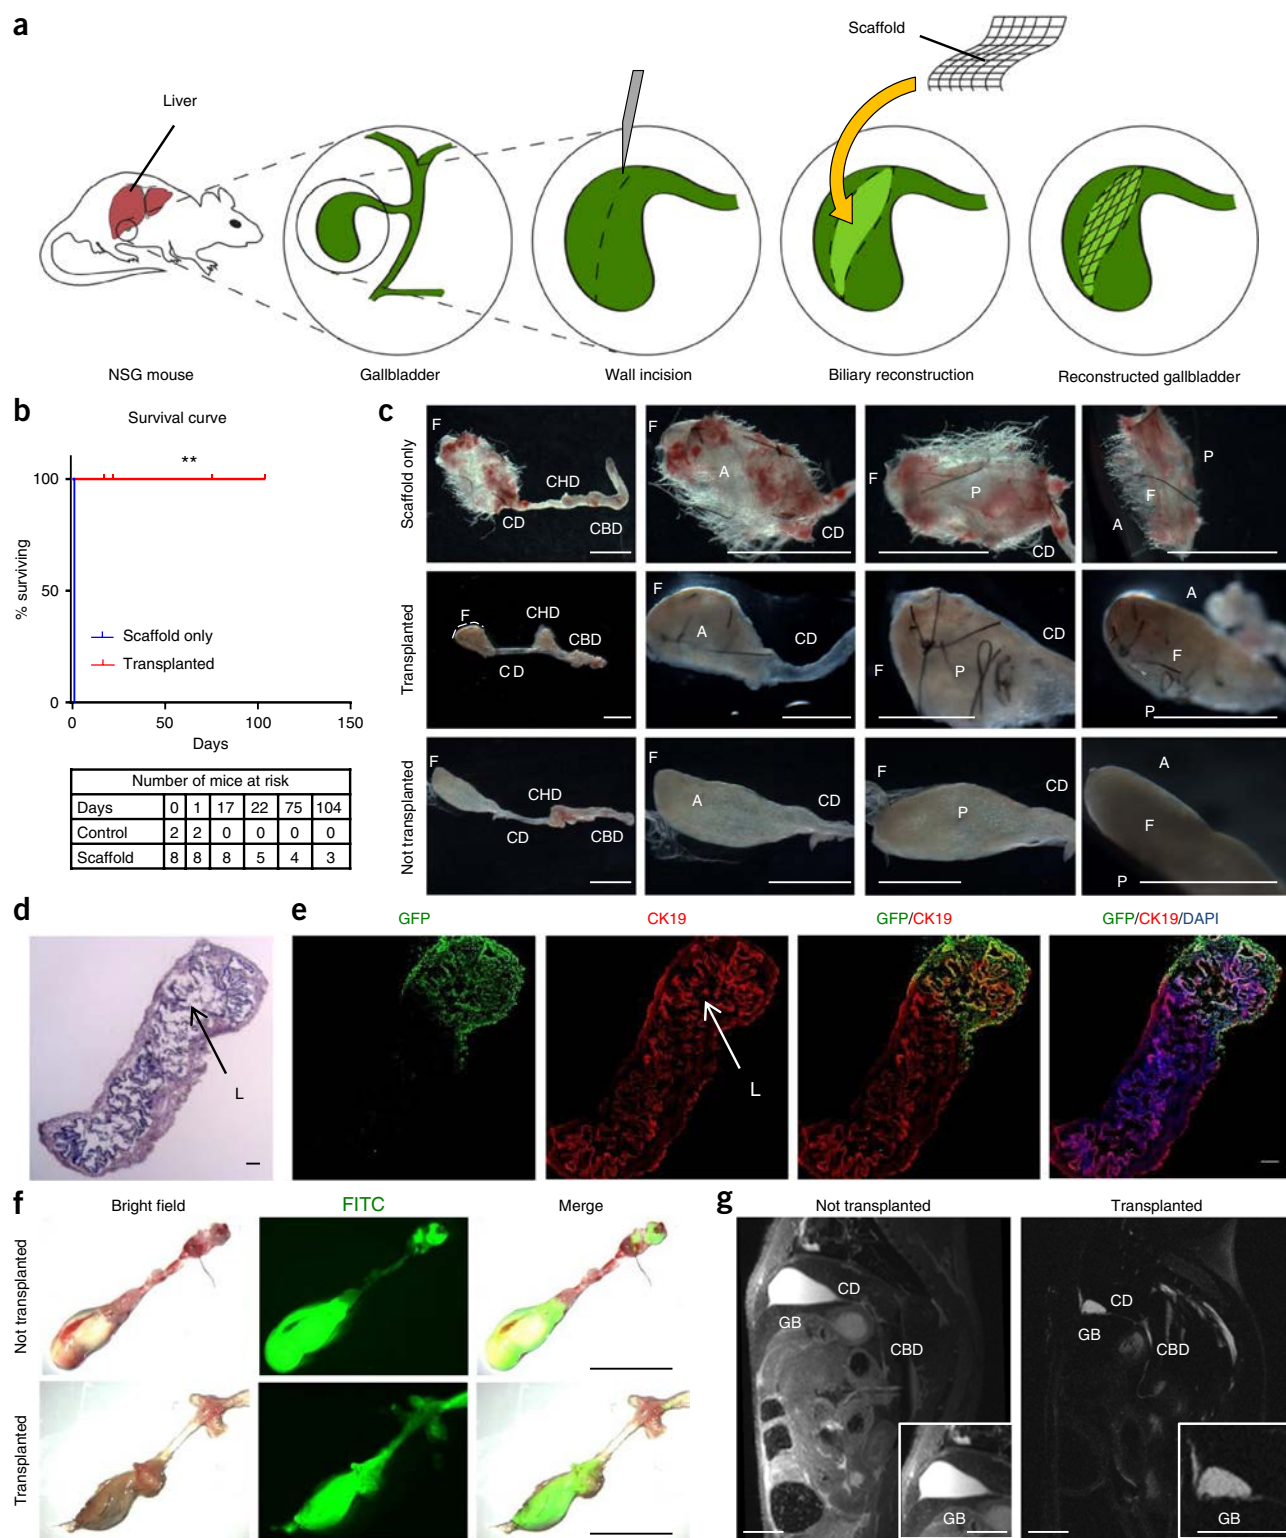 a
Scaffold
Liver
NSG mouse
Gallbladder
Wall incision
Biliary reconstruction
Reconstructed gallbladder
b
Survival curve
**
100
50
0
% surviving
Scaffold only
Transplanted
0
50
100
150
Days
Number of mice at risk
Days 0 1 17 22 75 104
Control 2 2 0 0 0 0
Scaffold 8 8 8 5 4 3
c
Scaffold only
F
CHD
CD
CBD
F
A
CD
F
P
CD
P
F
A
Transplanted
F
CHD
CBD
CD
F
A
CD
F
P
CD
A
F
P
Not transplanted
F
CHD
CD
CBD
F
A
CD
F
P
CD
A
F
P
d
L
e
GFP
CK19
GFP/CK19
GFP/CK19/DAPI
L
f
Bright field
FITC
Merge
Not transplanted
Transplanted
g
Not transplanted
Transplanted
CD
GB
CBD
GB
CD
GB
CBD
GB